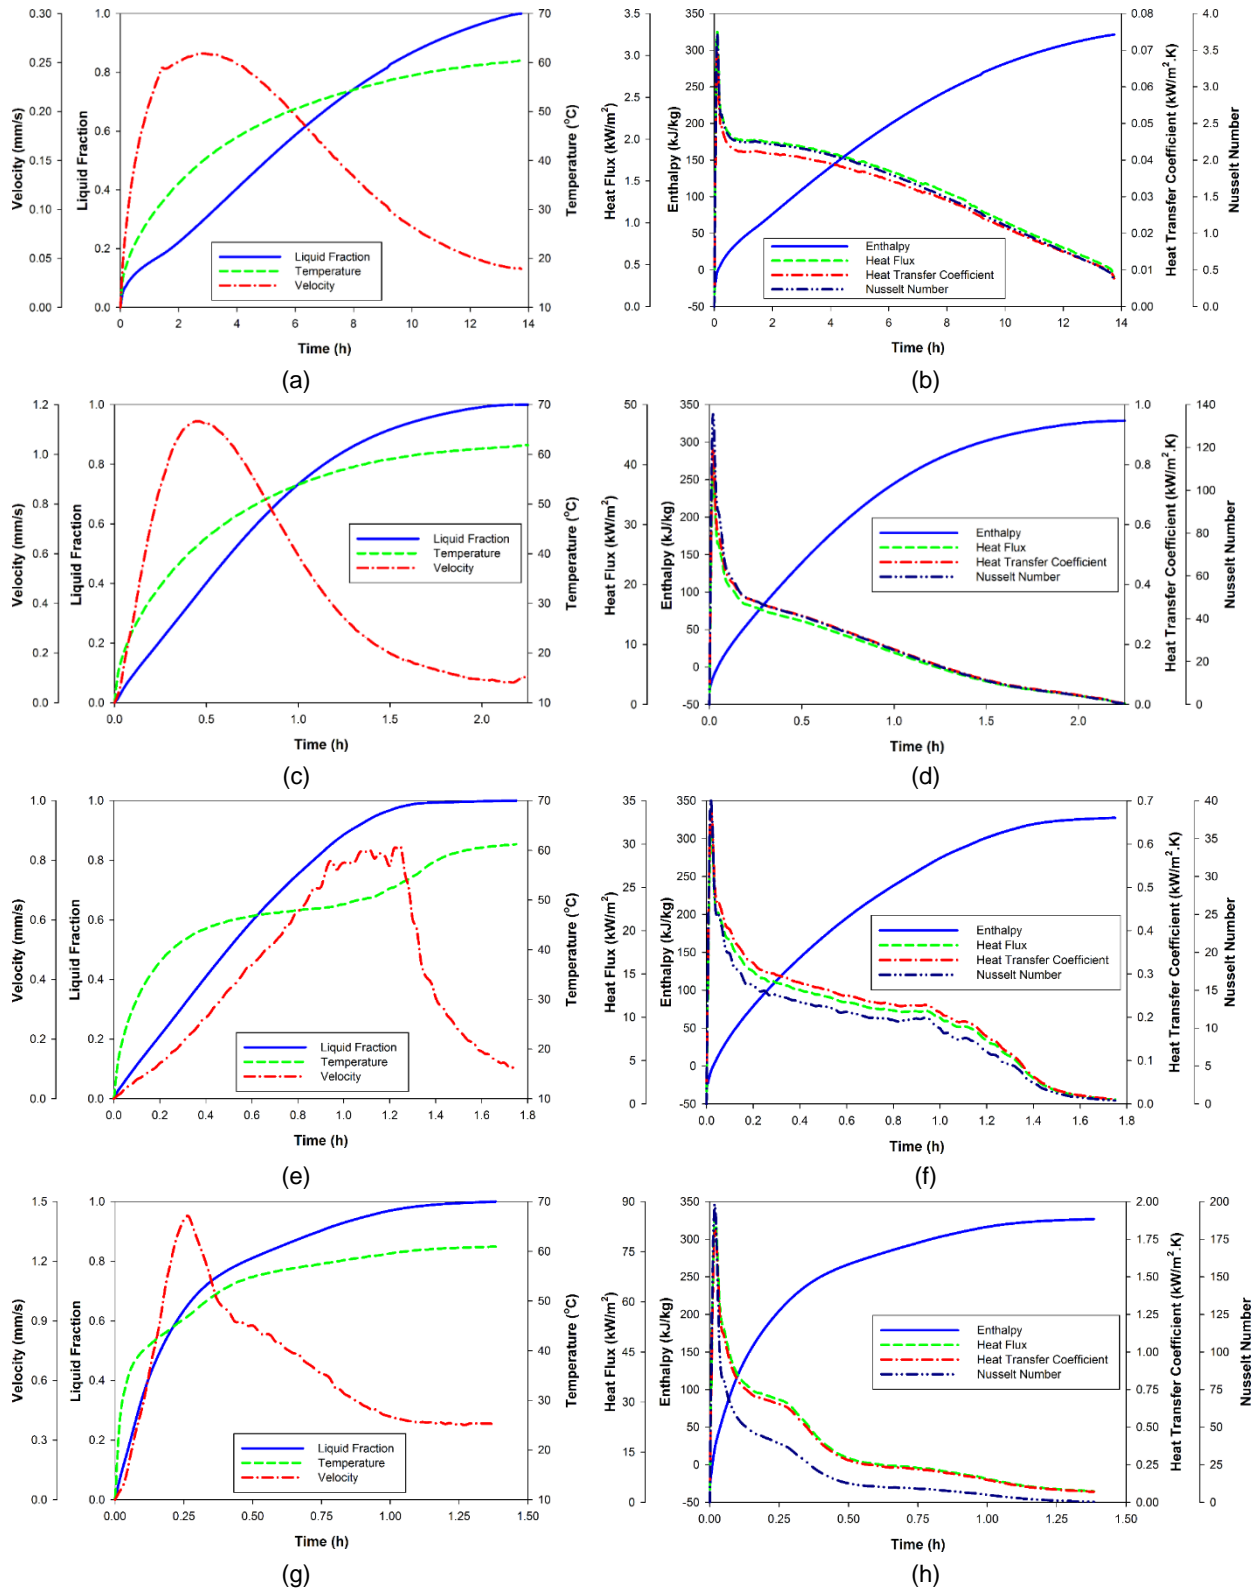 Velocity (mm/s)
0.30
0.25
0.20
0.15
0.10
0.05
0.00
Liquid Fraction
1.0
0.8
0.6
0.4
0.2
0.0
Temperature (°C)
70
60
50
40
30
20
10
Liquid Fraction
Temperature
Velocity
0 2 4 6 8 10 12 14
Time (h)
(a)
Heat Flux (kW/m²)
3.5
3.0
2.5
2.0
1.5
1.0
0.5
0.0
Enthalpy (kJ/kg)
350
300
250
200
150
100
50
0
-50
Heat Transfer Coefficient (kW/m².K)
0.08
0.07
0.06
0.05
0.04
0.03
0.02
0.01
0.00
Nusselt Number
4.0
3.5
3.0
2.5
2.0
1.5
1.0
0.5
0.0
Enthalpy
Heat Flux
Heat Transfer Coefficient
Nusselt Number
0 2 4 6 8 10 12 14
Time (h)
(b)
Velocity (mm/s)
1.2
1.0
0.8
0.6
0.4
0.2
0.0
Liquid Fraction
1.0
0.8
0.6
0.4
0.2
0.0
Temperature (°C)
70
60
50
40
30
20
10
Liquid Fraction
Temperature
Velocity
0.0 0.5 1.0 1.5 2.0
Time (h)
(c)
Heat Flux (kW/m²)
50
40
30
20
10
0
Enthalpy (kJ/kg)
350
300
250
200
150
100
50
0
-50
Heat Transfer Coefficient (kW/m².K)
1.0
0.8
0.6
0.4
0.2
0.0
Nusselt Number
140
120
100
80
60
40
20
0
Enthalpy
Heat Flux
Heat Transfer Coefficient
Nusselt Number
0.0 0.5 1.0 1.5 2.0
Time (h)
(d)
Velocity (mm/s)
1.0
0.8
0.6
0.4
0.2
0.0
Liquid Fraction
1.0
0.8
0.6
0.4
0.2
0.0
Temperature (°C)
70
60
50
40
30
20
10
Liquid Fraction
Temperature
Velocity
0.0 0.2 0.4 0.6 0.8 1.0 1.2 1.4 1.6 1.8
Time (h)
(e)
Heat Flux (kW/m²)
35
30
25
20
15
10
5
0
Enthalpy (kJ/kg)
350
300
250
200
150
100
50
0
-50
Heat Transfer Coefficient (kW/m².K)
0.7
0.6
0.5
0.4
0.3
0.2
0.1
0.0
Nusselt Number
40
35
30
25
20
15
10
5
0
Enthalpy
Heat Flux
Heat Transfer Coefficient
Nusselt Number
0.0 0.2 0.4 0.6 0.8 1.0 1.2 1.4 1.6 1.8
Time (h)
(f)
Velocity (mm/s)
1.5
1.2
0.9
0.6
0.3
0.0
Liquid Fraction
1.0
0.8
0.6
0.4
0.2
0.0
Temperature (°C)
70
60
50
40
30
20
10
Liquid Fraction
Temperature
Velocity
0.00 0.25 0.50 0.75 1.00 1.25 1.50
Time (h)
(g)
Heat Flux (kW/m²)
90
75
60
45
30
15
0
Enthalpy (kJ/kg)
350
300
250
200
150
100
50
0
-50
Heat Transfer Coefficient (kW/m².K)
2.00
1.75
1.50
1.25
1.00
0.75
0.50
0.25
0.00
Nusselt Number
200
175
150
125
100
75
50
25
0
Enthalpy
Heat Flux
Heat Transfer Coefficient
Nusselt Number
0.00 0.25 0.50 0.75 1.00 1.25 1.50
Time (h)
(h)